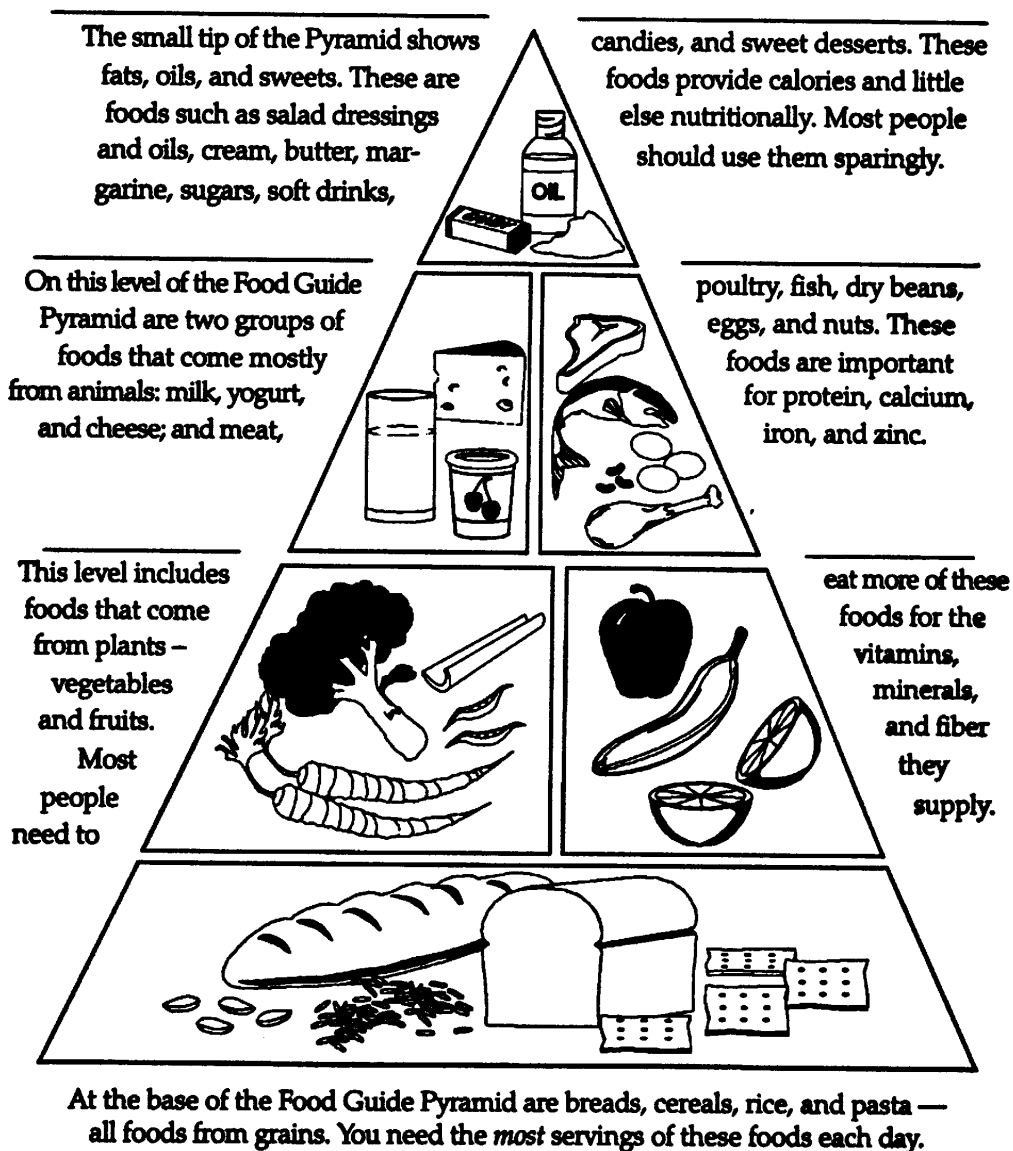 The small tip of the Pyramid shows
fats, oils, and sweets. These are
foods such as salad dressings
and oils, cream, butter, mar-
garine, sugars, soft drinks,
candies, and sweet desserts. These
foods provide calories and little
else nutritionally. Most people
should use them sparingly.
OIL
CANDY
On this level of the Food Guide
Pyramid are two groups of
foods that come mostly
from animals: milk, yogurt,
and cheese; and meat,
poultry, fish, dry beans,
eggs, and nuts. These
foods are important
for protein, calcium,
iron, and zinc.
This level includes
foods that come
from plants –
vegetables
and fruits.
Most
people
need to
eat more of these
foods for the
vitamins,
minerals,
and fiber
they
supply.
At the base of the Food Guide Pyramid are breads, cereals, rice, and pasta —
all foods from grains. You need the most servings of these foods each day.